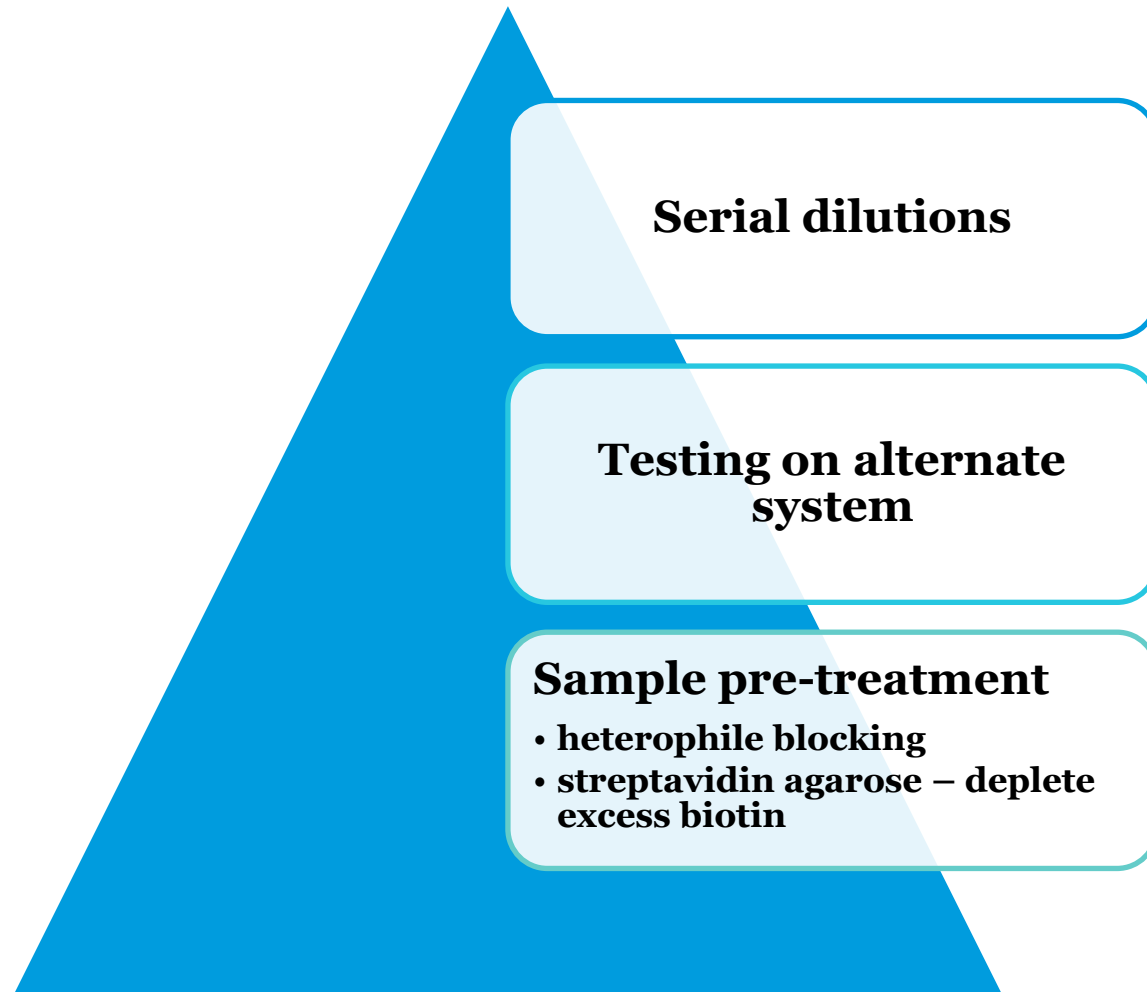 Serial dilutions
Testing on alternate
system
Sample pre-treatment
• heterophile blocking
• streptavidin agarose – deplete
excess biotin